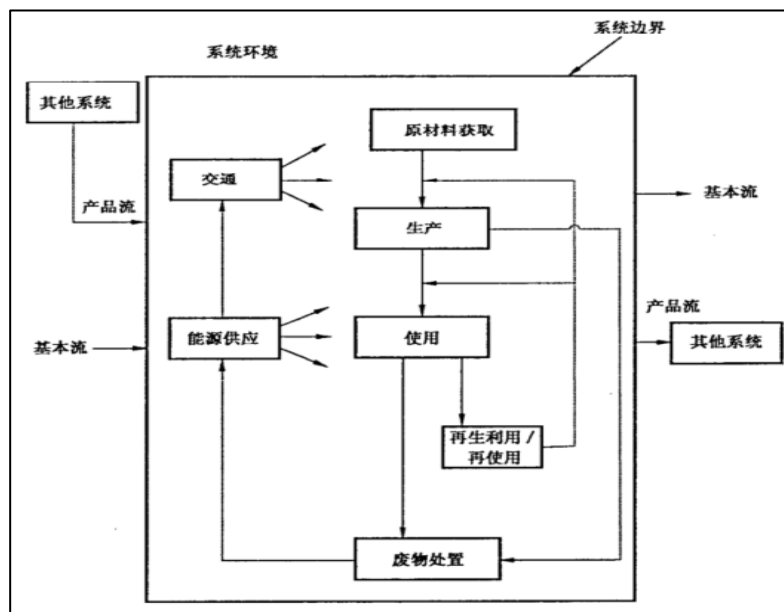 系统边界
系统环境
其他系统
原材料获取
交通
基本流
产品流
生产
产品流
能源供应
使用
基本流
其他系统
再生利用/
再使用
废物处置